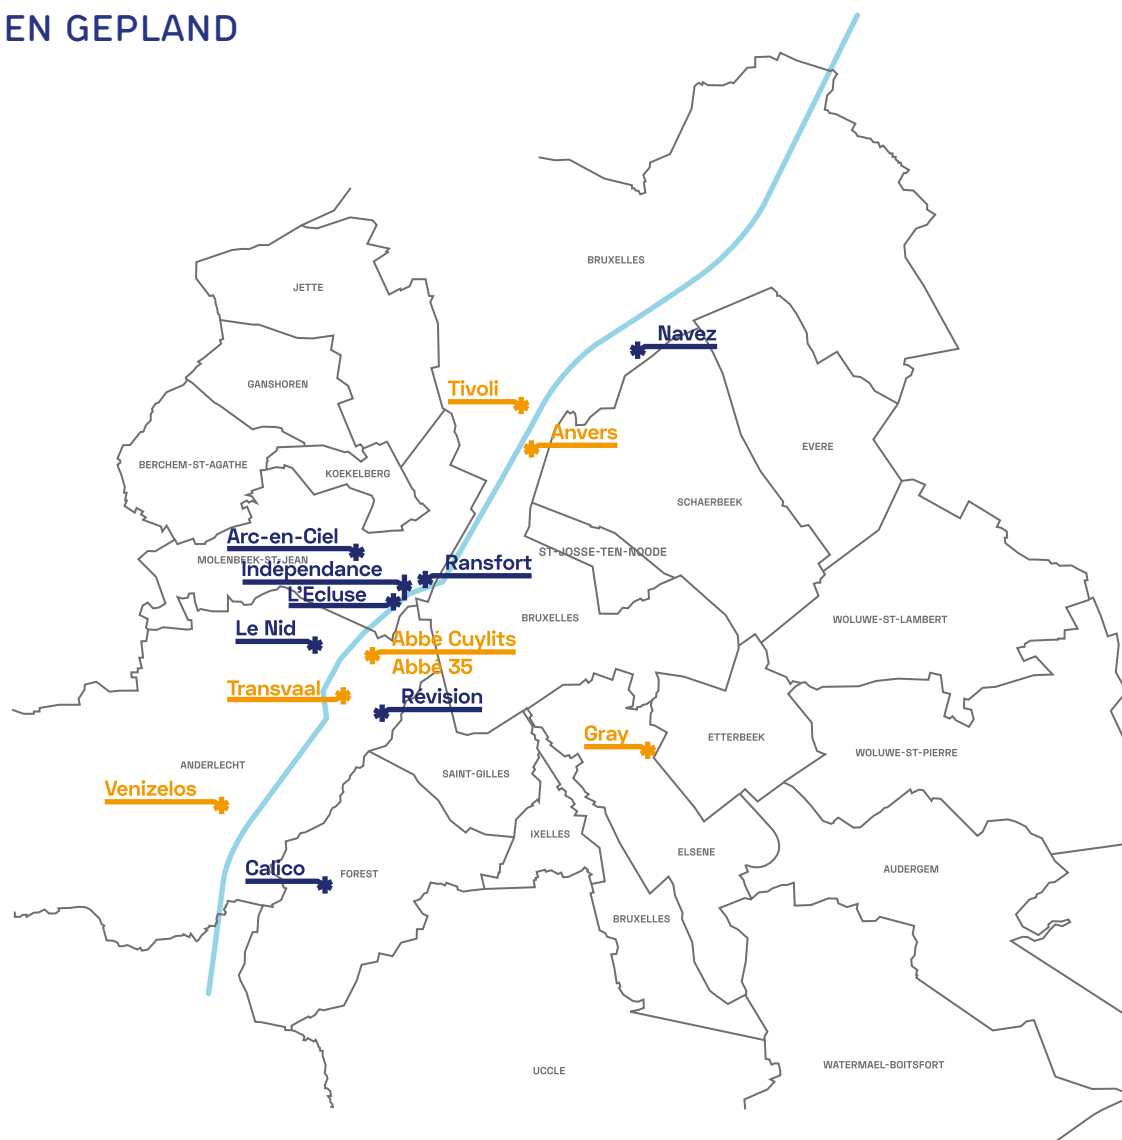 EN GEPLAND
BRUXELLES
JETTE
Navez
GANSHOREN
Tivoli
Anvers
EVERE
BERCHEM-ST-AGATHE
KOEKELBERG
SCHAERBEEK
Arc-en-Ciel
ST-JOSSE-TEN-NOODE
MOLENBEEK-ST-JEAN
Ransfort
Indépendance
L'Ecluse
BRUXELLES
WOLUWE-ST-LAMBERT
Le Nid
Abbé Cuylits
Abbé 35
Transvaal
Révision
Gray
ETTERBEEK
WOLUWE-ST-PIERRE
ANDERLECHT
SAINT-GILLES
Venizelos
IXELLES
ELSENE
Calico
FOREST
AUDERGEM
BRUXELLES
UCCLE
WATERMAEL-BOITSFORT